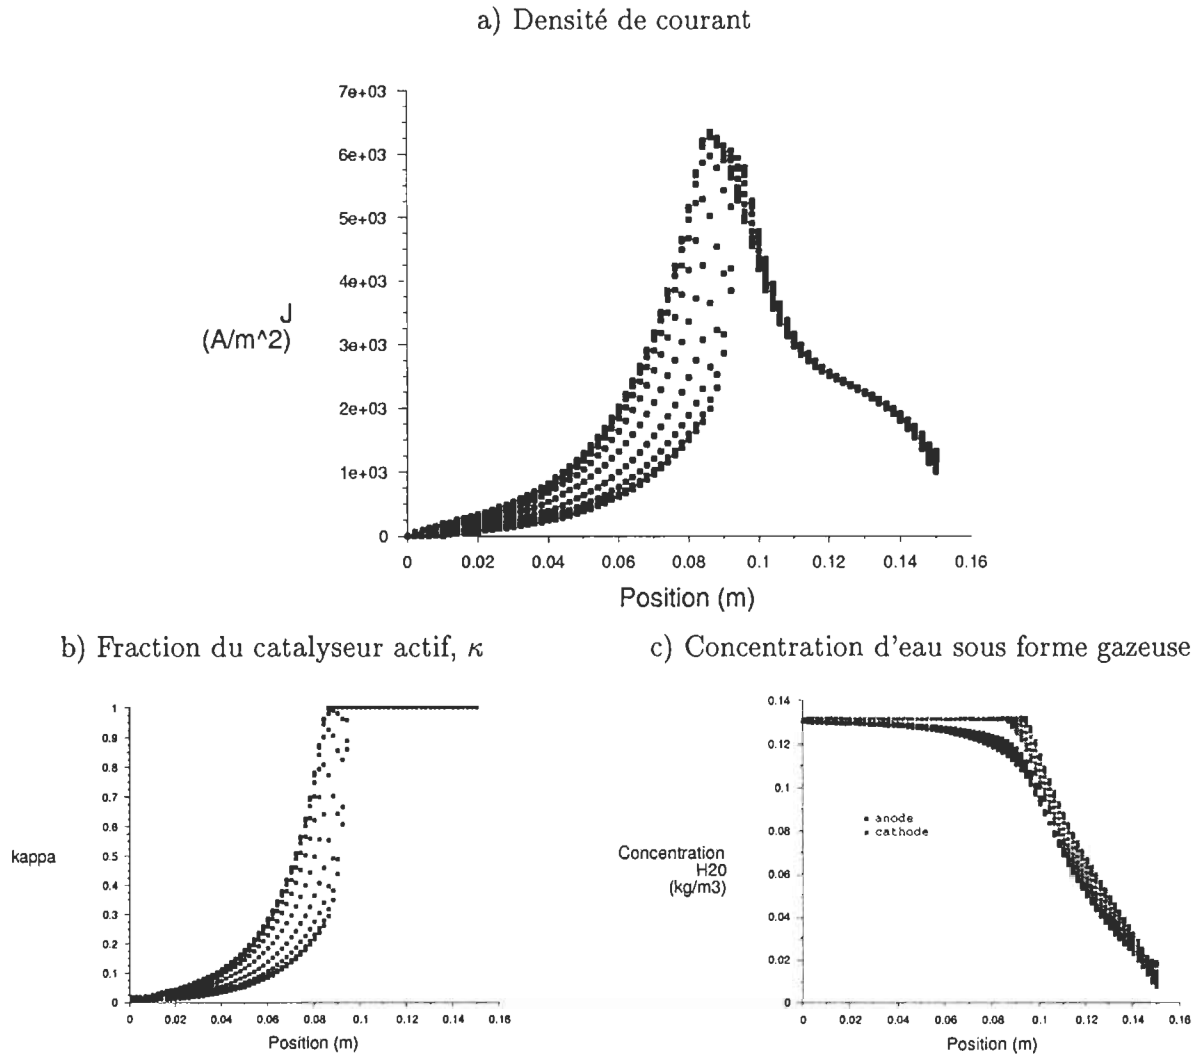 a) Densité de courant
7e+03
6e+03
5e+03
4e+03
3e+03
2e+03
1e+03
0
J
(A/m^2)
0 0.02 0.04 0.06 0.08 0.1 0.12 0.14 0.16
Position (m)
b) Fraction du catalyseur actif, κ
1
0.9
0.8
0.7
0.6
0.5
0.4
0.3
0.2
0.1
0
kappa
0 0.02 0.04 0.06 0.08 0.1 0.12 0.14 0.16
Position (m)
c) Concentration d'eau sous forme gazeuse
0.14
0.12
0.1
0.08
0.06
0.04
0.02
0
anode
cathode
Concentration
H20
(kg/m3)
0 0.02 0.04 0.06 0.08 0.1 0.12 0.14 0.16
Position (m)